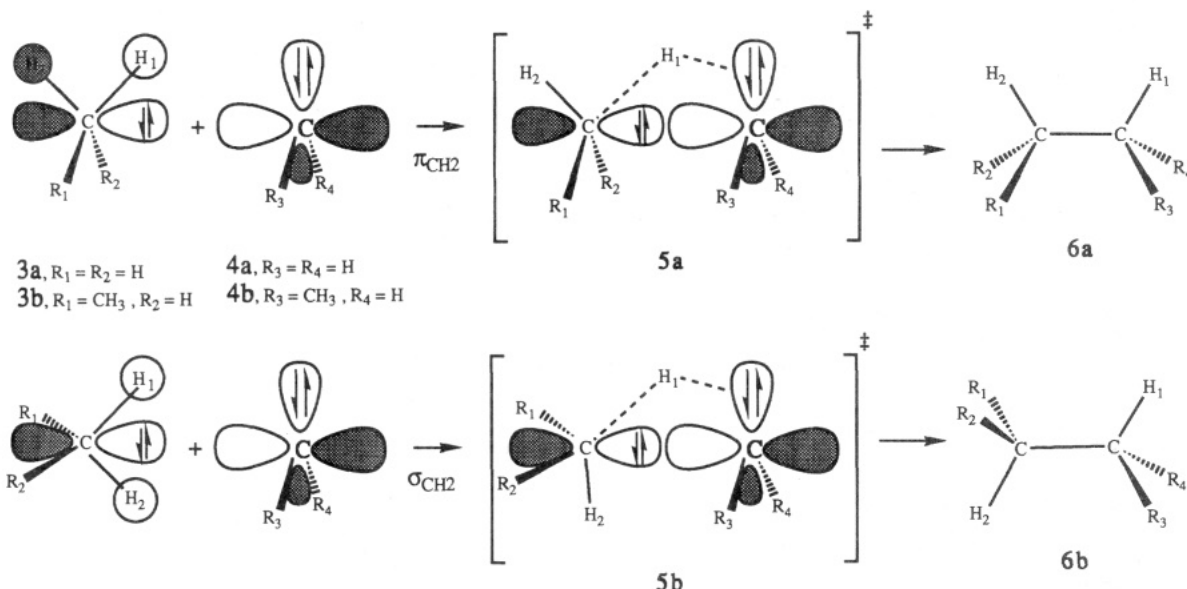 H₁
C
R₁
R₂
+
C
R₃
R₄
π_CH2
[ H₂ H₁ ]‡
C
C
R₁
R₂
R₃
R₄
5a
H₂
H₁
C
C
R₂
R₁
R₃
6a
3a, R₁ = R₂ = H
3b, R₁ = CH₃ , R₂ = H
4a, R₃ = R₄ = H
4b, R₃ = CH₃ , R₄ = H
H₁
R₁
C
R₂
H₂
+
C
R₃
R₄
σ_CH2
[ H₁ ]‡
R₁
C
C
R₂
H₂
R₃
R₄
5b
R₁
R₂
H₁
C
C
R₄
H₂
R₃
6b